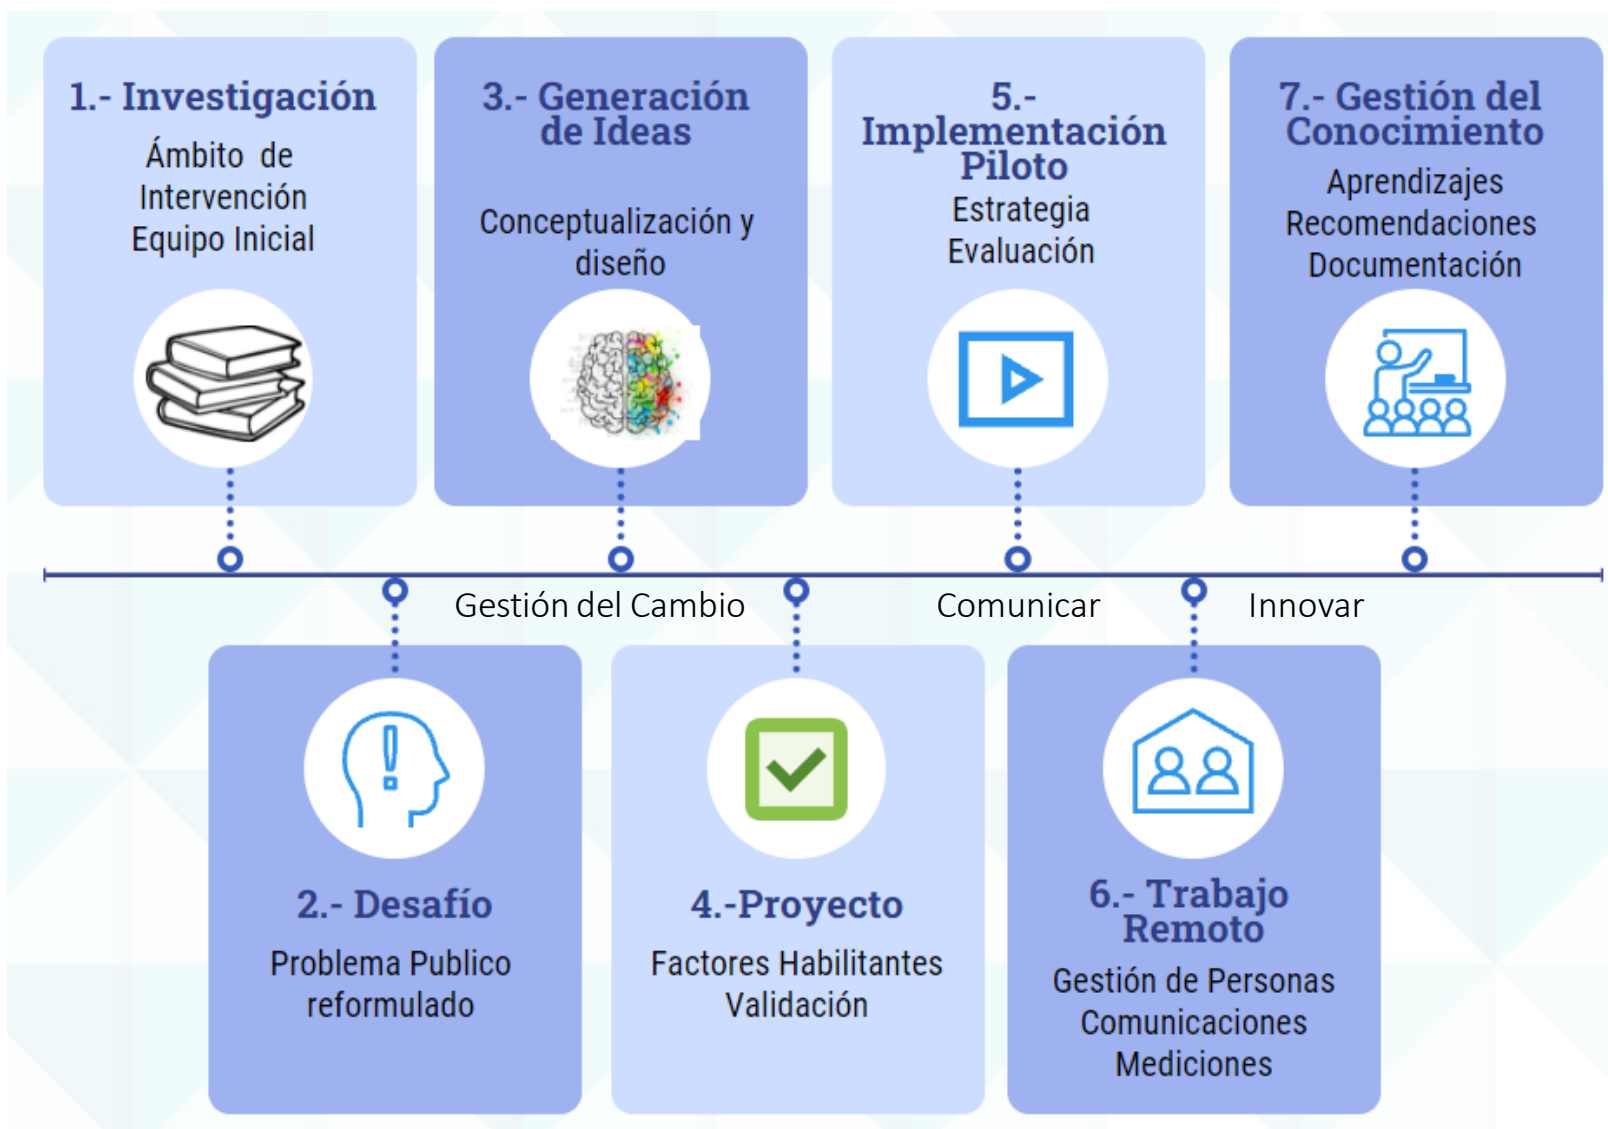 1.- Investigación
Ámbito de
Intervención
Equipo Inicial
3.- Generación
de Ideas
Conceptualización y
diseño
5.-
Implementación
Piloto
Estrategia
Evaluación
7.- Gestión del
Conocimiento
Aprendizajes
Recomendaciones
Documentación
Gestión del Cambio
Comunicar
Innovar
2.- Desafío
Problema Publico
reformulado
4.-Proyecto
Factores Habilitantes
Validación
6.- Trabajo
Remoto
Gestión de Personas
Comunicaciones
Mediciones